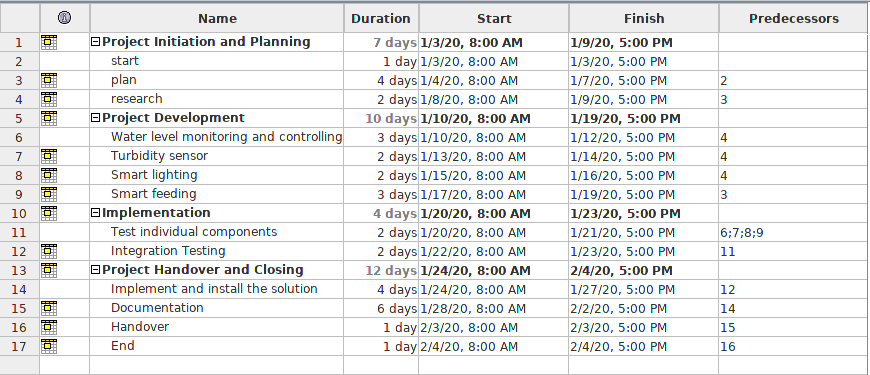 Name Duration Start Finish Predecessors
1 Project Initiation and Planning 7 days 1/3/20, 8:00 AM 1/9/20, 5:00 PM
2 start 1 day 1/3/20, 8:00 AM 1/3/20, 5:00 PM
3 plan 4 days 1/4/20, 8:00 AM 1/7/20, 5:00 PM 2
4 research 2 days 1/8/20, 8:00 AM 1/9/20, 5:00 PM 3
5 Project Development 10 days 1/10/20, 8:00 AM 1/19/20, 5:00 PM
6 Water level monitoring and controlling 3 days 1/10/20, 8:00 AM 1/12/20, 5:00 PM 4
7 Turbidity sensor 2 days 1/13/20, 8:00 AM 1/14/20, 5:00 PM 4
8 Smart lighting 2 days 1/15/20, 8:00 AM 1/16/20, 5:00 PM 4
9 Smart feeding 3 days 1/17/20, 8:00 AM 1/19/20, 5:00 PM 3
10 Implementation 4 days 1/20/20, 8:00 AM 1/23/20, 5:00 PM
11 Test individual components 2 days 1/20/20, 8:00 AM 1/21/20, 5:00 PM 6;7;8;9
12 Integration Testing 2 days 1/22/20, 8:00 AM 1/23/20, 5:00 PM 11
13 Project Handover and Closing 12 days 1/24/20, 8:00 AM 2/4/20, 5:00 PM
14 Implement and install the solution 4 days 1/24/20, 8:00 AM 1/27/20, 5:00 PM 12
15 Documentation 6 days 1/28/20, 8:00 AM 2/2/20, 5:00 PM 14
16 Handover 1 day 2/3/20, 8:00 AM 2/3/20, 5:00 PM 15
17 End 1 day 2/4/20, 8:00 AM 2/4/20, 5:00 PM 16